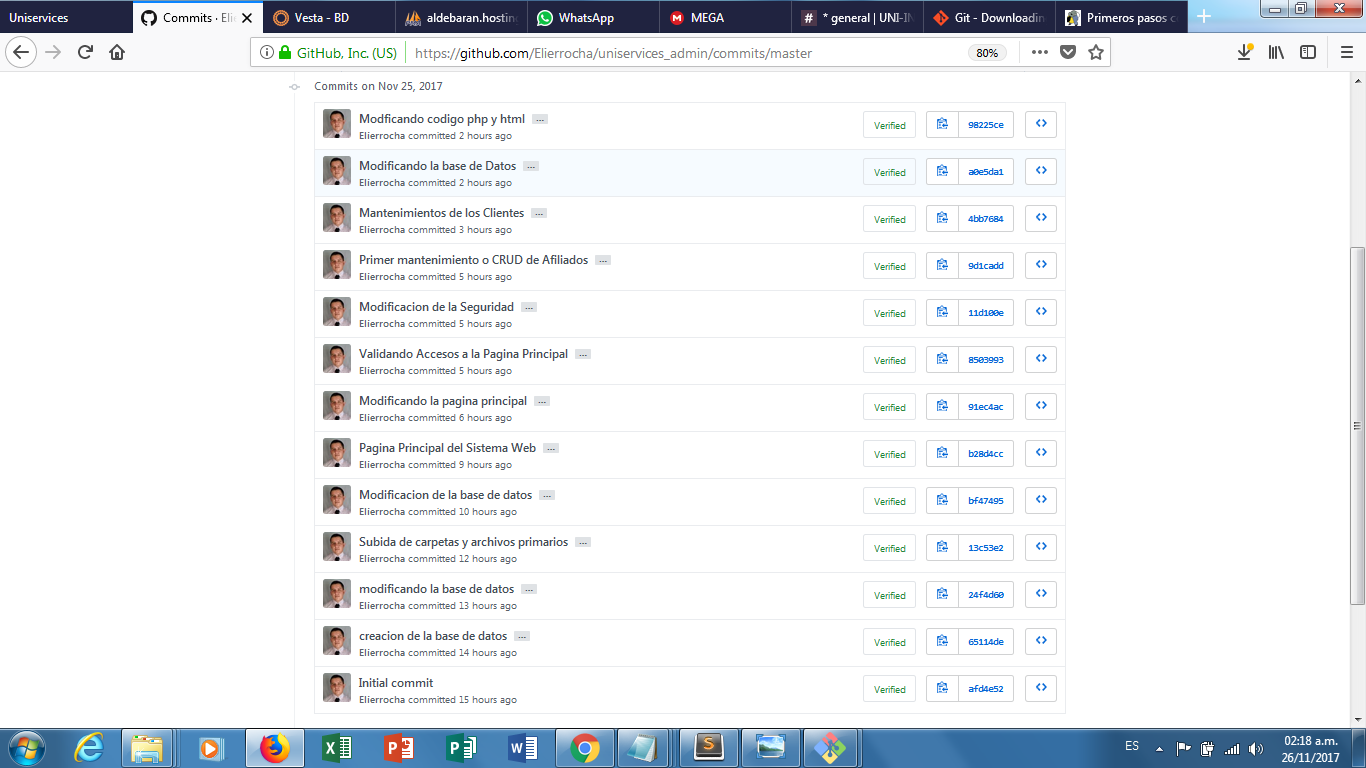 Uniservices
Commits · Eli
Vesta - BD
aldebaran.hosting
WhatsApp
MEGA
* general | UNI-IN
Git - Downloadin
Primeros pasos c
GitHub, Inc. (US)
https://github.com/Elierrocha/uniservices_admin/commits/master
80%
Commits on Nov 25, 2017
Modficando codigo php y html ...
Elierrocha committed 2 hours ago
Verified
98225ce
Modificando la base de Datos ...
Elierrocha committed 2 hours ago
Verified
a0e5da1
Mantenimientos de los Clientes ...
Elierrocha committed 3 hours ago
Verified
4bb7684
Primer mantenimiento o CRUD de Afiliados ...
Elierrocha committed 5 hours ago
Verified
9d1cadd
Modificacion de la Seguridad ...
Elierrocha committed 5 hours ago
Verified
11d100e
Validando Accesos a la Pagina Principal ...
Elierrocha committed 5 hours ago
Verified
8503993
Modificando la pagina principal ...
Elierrocha committed 6 hours ago
Verified
91ec4ac
Pagina Principal del Sistema Web ...
Elierrocha committed 9 hours ago
Verified
b28d4cc
Modificacion de la base de datos ...
Elierrocha committed 10 hours ago
Verified
bf47495
Subida de carpetas y archivos primarios ...
Elierrocha committed 12 hours ago
Verified
13c53e2
modificando la base de datos ...
Elierrocha committed 13 hours ago
Verified
24f4d60
creacion de la base de datos ...
Elierrocha committed 14 hours ago
Verified
65114de
Initial commit
Elierrocha committed 15 hours ago
Verified
afd4e52
ES
02:18 a.m.
26/11/2017